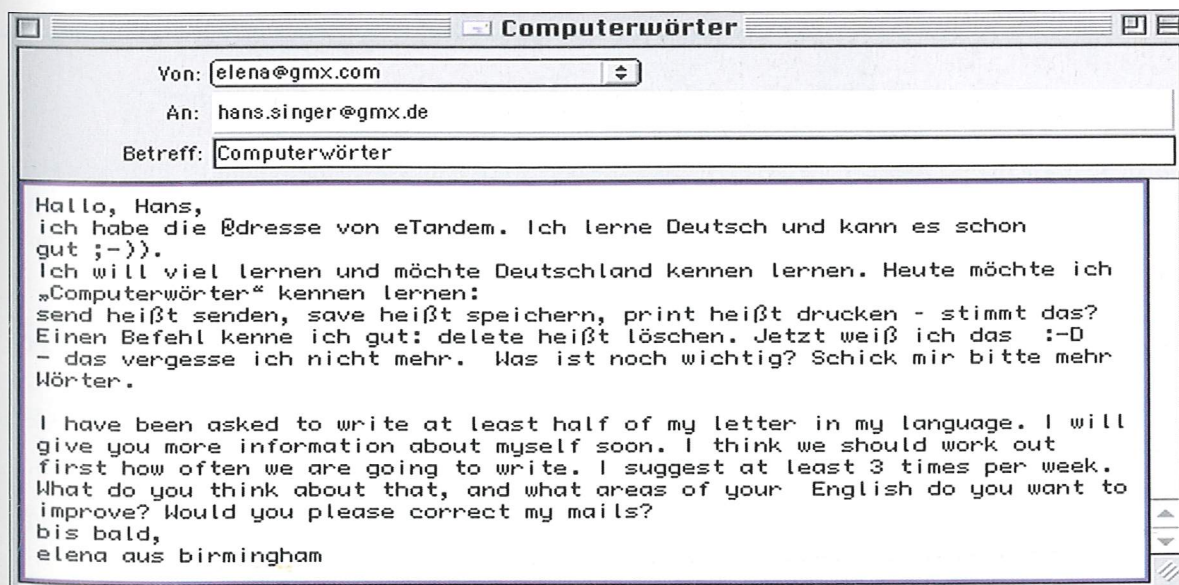 Computerwörter
Von: elena@gmx.com
An: hans.singer@gmx.de
Betreff: Computerwörter
Hallo, Hans,
ich habe die @dresse von eTandem. Ich lerne Deutsch und kann es schon
gut ;-)).
Ich will viel lernen und möchte Deutschland kennen lernen. Heute möchte ich
„Computerwörter“ kennen lernen:
send heißt senden, save heißt speichern, print heißt drucken - stimmt das?
Einen Befehl kenne ich gut: delete heißt löschen. Jetzt weiß ich das :-D
- das vergesse ich nicht mehr. Was ist noch wichtig? Schick mir bitte mehr
Wörter.
I have been asked to write at least half of my letter in my language. I will
give you more information about myself soon. I think we should work out
first how often we are going to write. I suggest at least 3 times per week.
What do you think about that, and what areas of your English do you want to
improve? Would you please correct my mails?
bis bald,
elena aus birmingham